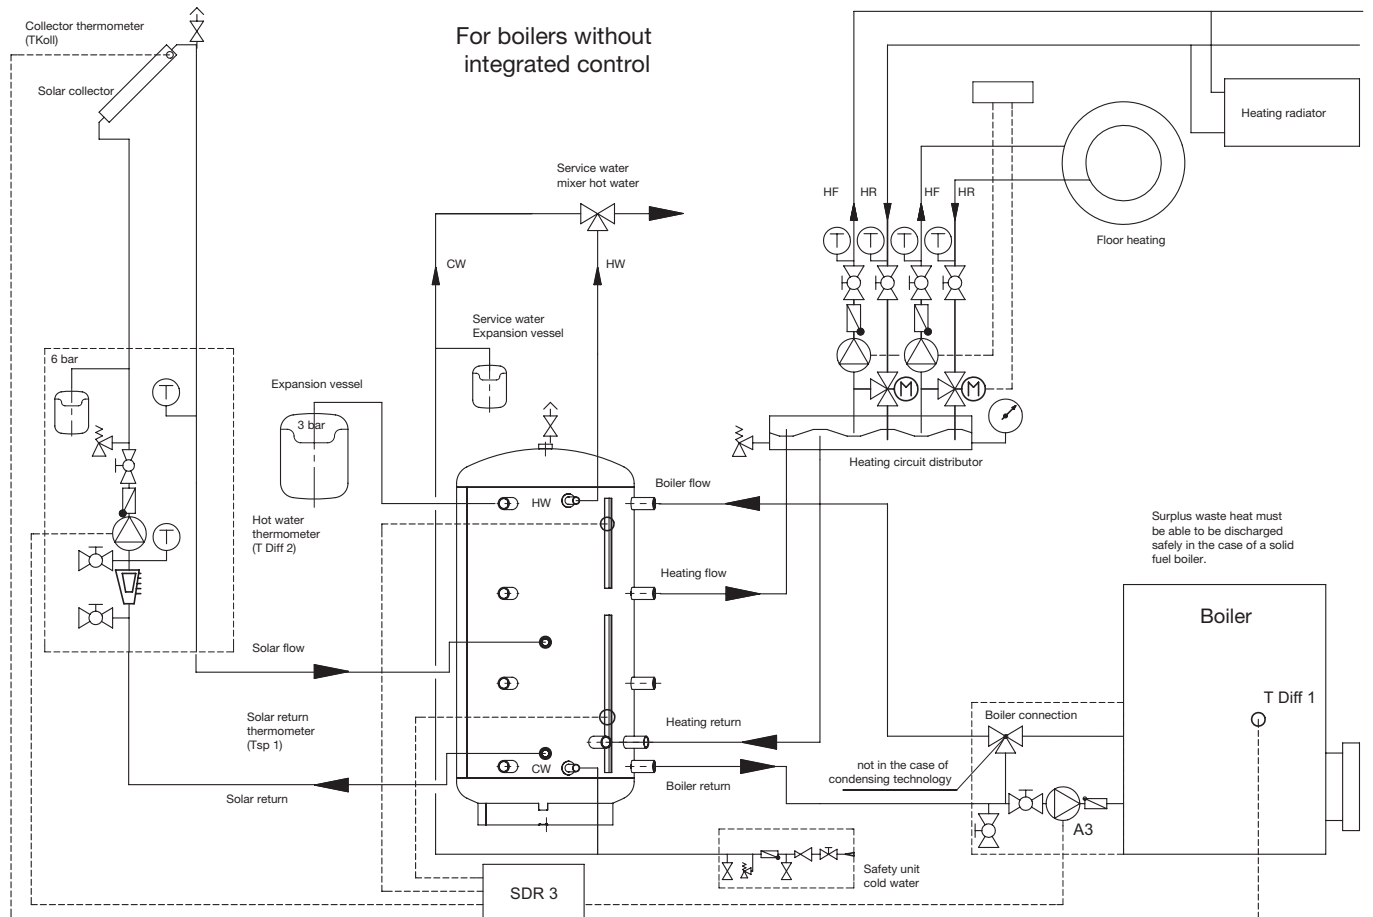 Collector thermometer
(TKoll)
For boilers without
integrated control
Solar collector
Heating radiator
Service water
mixer hot water
HF
HR
HF
HR
T
T
T
T
Floor heating
CW
HW
Service water
Expansion vessel
6 bar
T
Expansion vessel
3 bar
M
M
Heating circuit distributor
Boiler flow
HW
Hot water
thermometer
(T Diff 2)
T
Surplus waste heat must
be able to be discharged
safely in the case of a solid
fuel boiler.
Heating flow
Boiler
Solar flow
T Diff 1
Solar return
thermometer
(Tsp 1)
Heating return
Boiler connection
CW
not in the case of
condensing technology
Boiler return
Solar return
A3
Safety unit
cold water
SDR 3